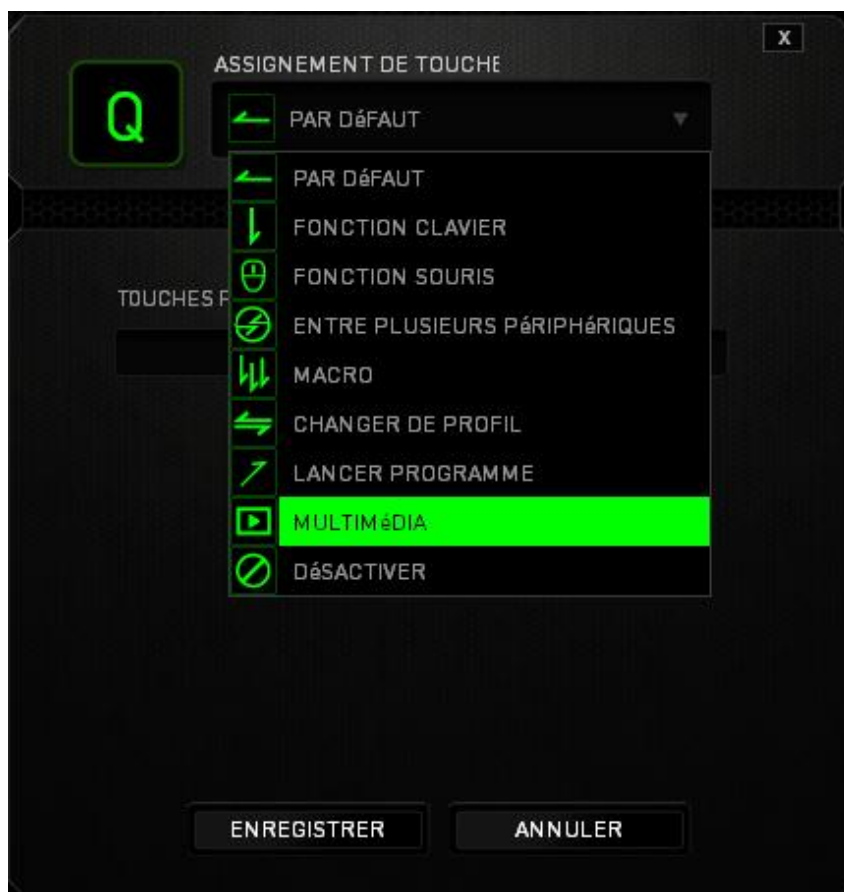 X
ASSIGNEMENT DE TOUCHE
Q
PAR DéFAUT
PAR DéFAUT
FONCTION CLAVIER
FONCTION SOURIS
TOUCHES
ENTRE PLUSIEURS PéRIPHéRIQUES
MACRO
CHANGER DE PROFIL
LANCER PROGRAMME
MULTIMéDIA
DéSACTIVER
ENREGISTRER
ANNULER